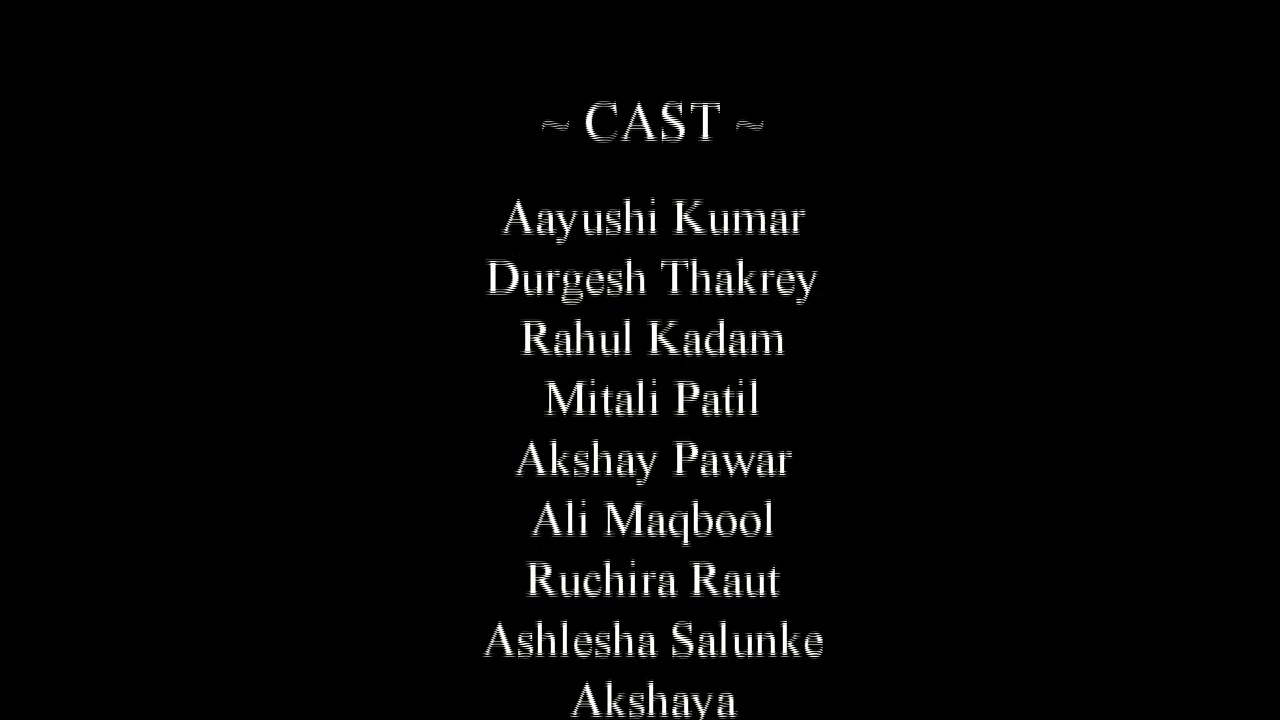 ~ CAST ~
Aayushi Kumar
Durgesh Thakrey
Rahul Kadam
Mitali Patil
Akshay Pawar
Ali Maqbool
Ruchira Raut
Ashlesha Salunke
Akshaya